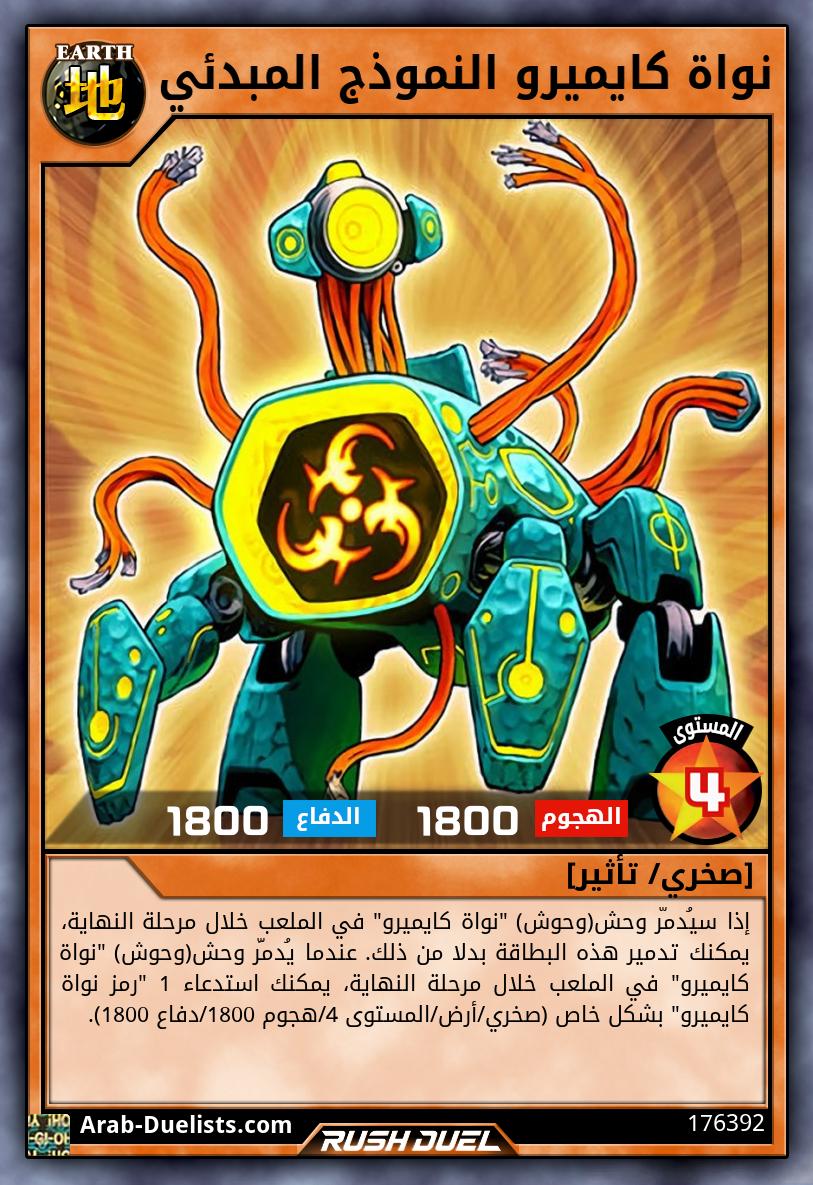 EARTH
地
نواة كايميرو النموذج المبدئي
المستوى
4
الهجوم 1800 الدفاع 1800
[صخري/ تأثير]
إذا سيُدمّر وحش(وحوش) "نواة كايميرو" في الملعب خلال مرحلة النهاية،
يمكنك تدمير هذه البطاقة بدلا من ذلك. عندما يُدمّر وحش(وحوش) "نواة
كايميرو" في الملعب خلال مرحلة النهاية، يمكنك استدعاء 1 "رمز نواة
كايميرو" بشكل خاص (صخري/أرض/المستوى 4/هجوم 1800/دفاع 1800).
176392
Arab-Duelists.com
RUSH DUEL